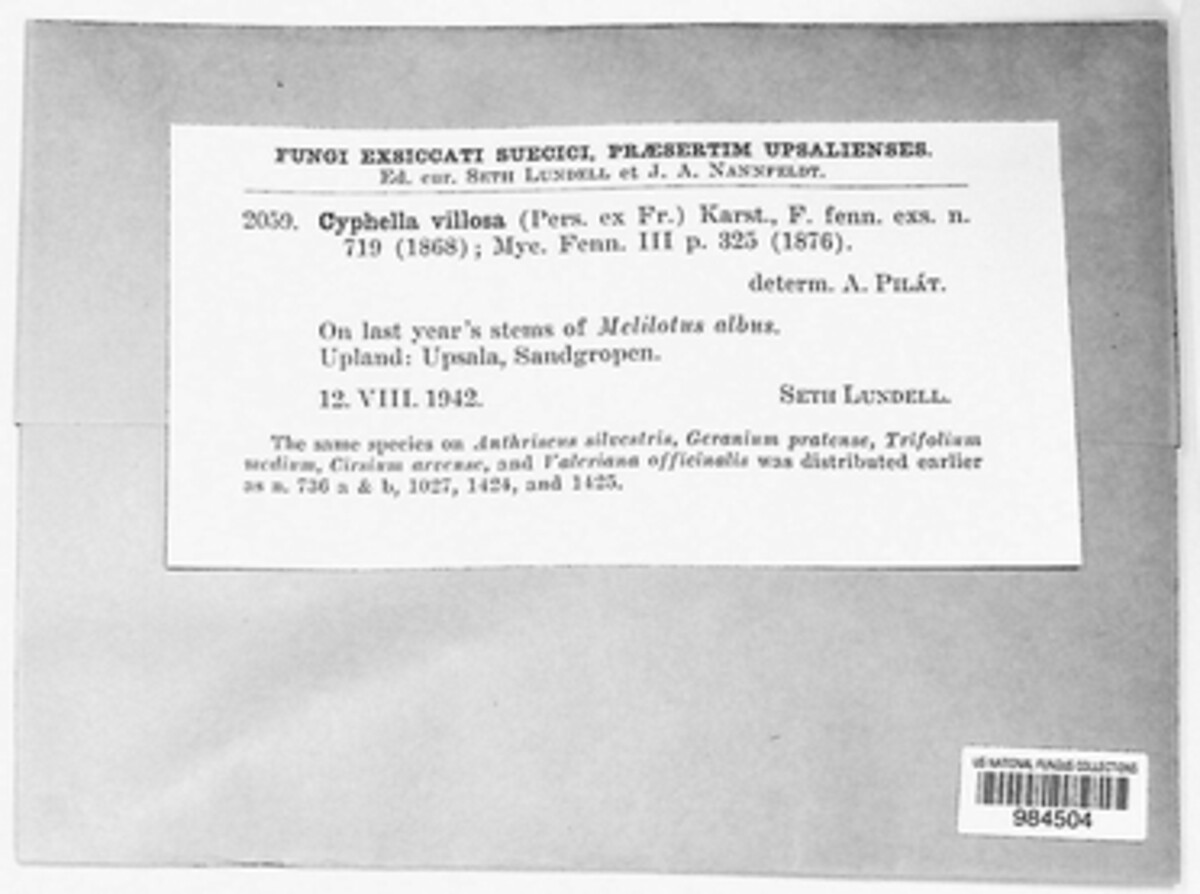 FUNGI EXSICCATI SUECICI, PRÆSERTIM UPSALIENSES.
Ed. cur. SETH LUNDELL et J. A. NANNFELDT.
2059. Cyphella villosa (Pers. ex Fr.) Karst., F. fenn. exs. n.
719 (1868); Myc. Fenn. III p. 325 (1876).
determ. A. PILÁT.
On last year's stems of Melilotus albus.
Upland: Upsala, Sandgropen.
12. VIII. 1942. SETH LUNDELL.
The same species on Anthriscus silvestris, Geranium pratense, Trifolium
medium, Cirsium arvense, and Valeriana officinalis was distributed earlier
as n. 736 a & b, 1027, 1424, and 1425.
US NATIONAL FUNGUS COLLECTIONS
984504